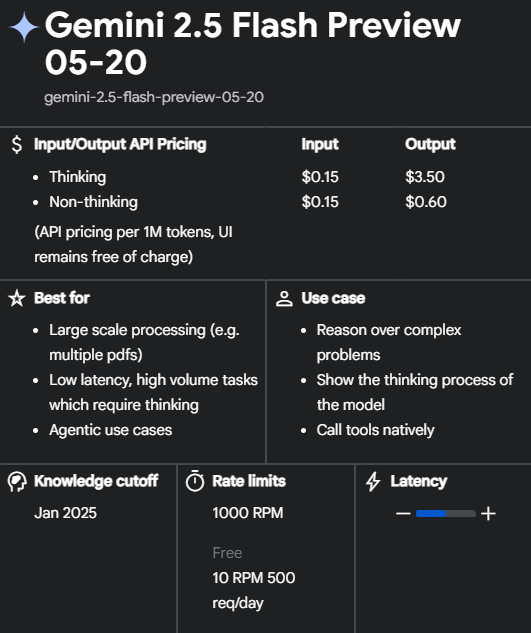 Gemini 2.5 Flash Preview
05-20
gemini-2.5-flash-preview-05-20
$ Input/Output API Pricing Input Output
• Thinking $0.15 $3.50
• Non-thinking $0.15 $0.60
(API pricing per 1M tokens, UI
remains free of charge)
Best for
• Large scale processing (e.g.
multiple pdfs)
• Low latency, high volume tasks
which require thinking
• Agentic use cases
Use case
• Reason over complex
problems
• Show the thinking process of
the model
• Call tools natively
Knowledge cutoff
Jan 2025
Rate limits
1000 RPM
Free
10 RPM 500
req/day
Latency